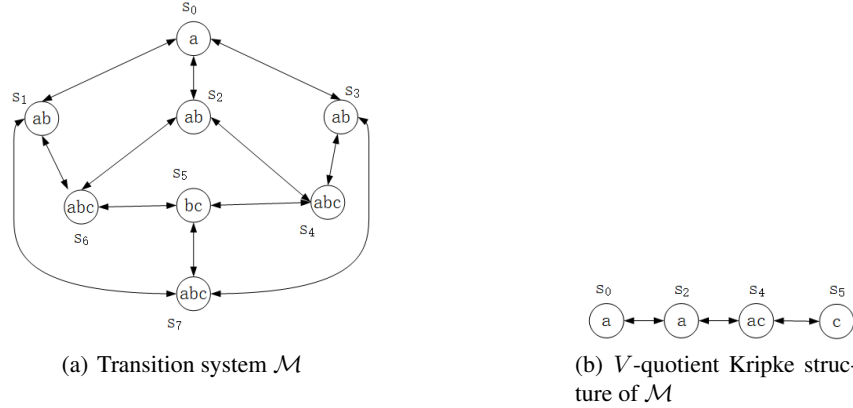 s0
a
s1
s2
s3
ab
ab
ab
s5
abc
bc
abc
s6
s4
abc
s7
(a) Transition system ℳ
s0 s2 s4 s5
a a ac c
(b) V-quotient Kripke struc-
ture of ℳ